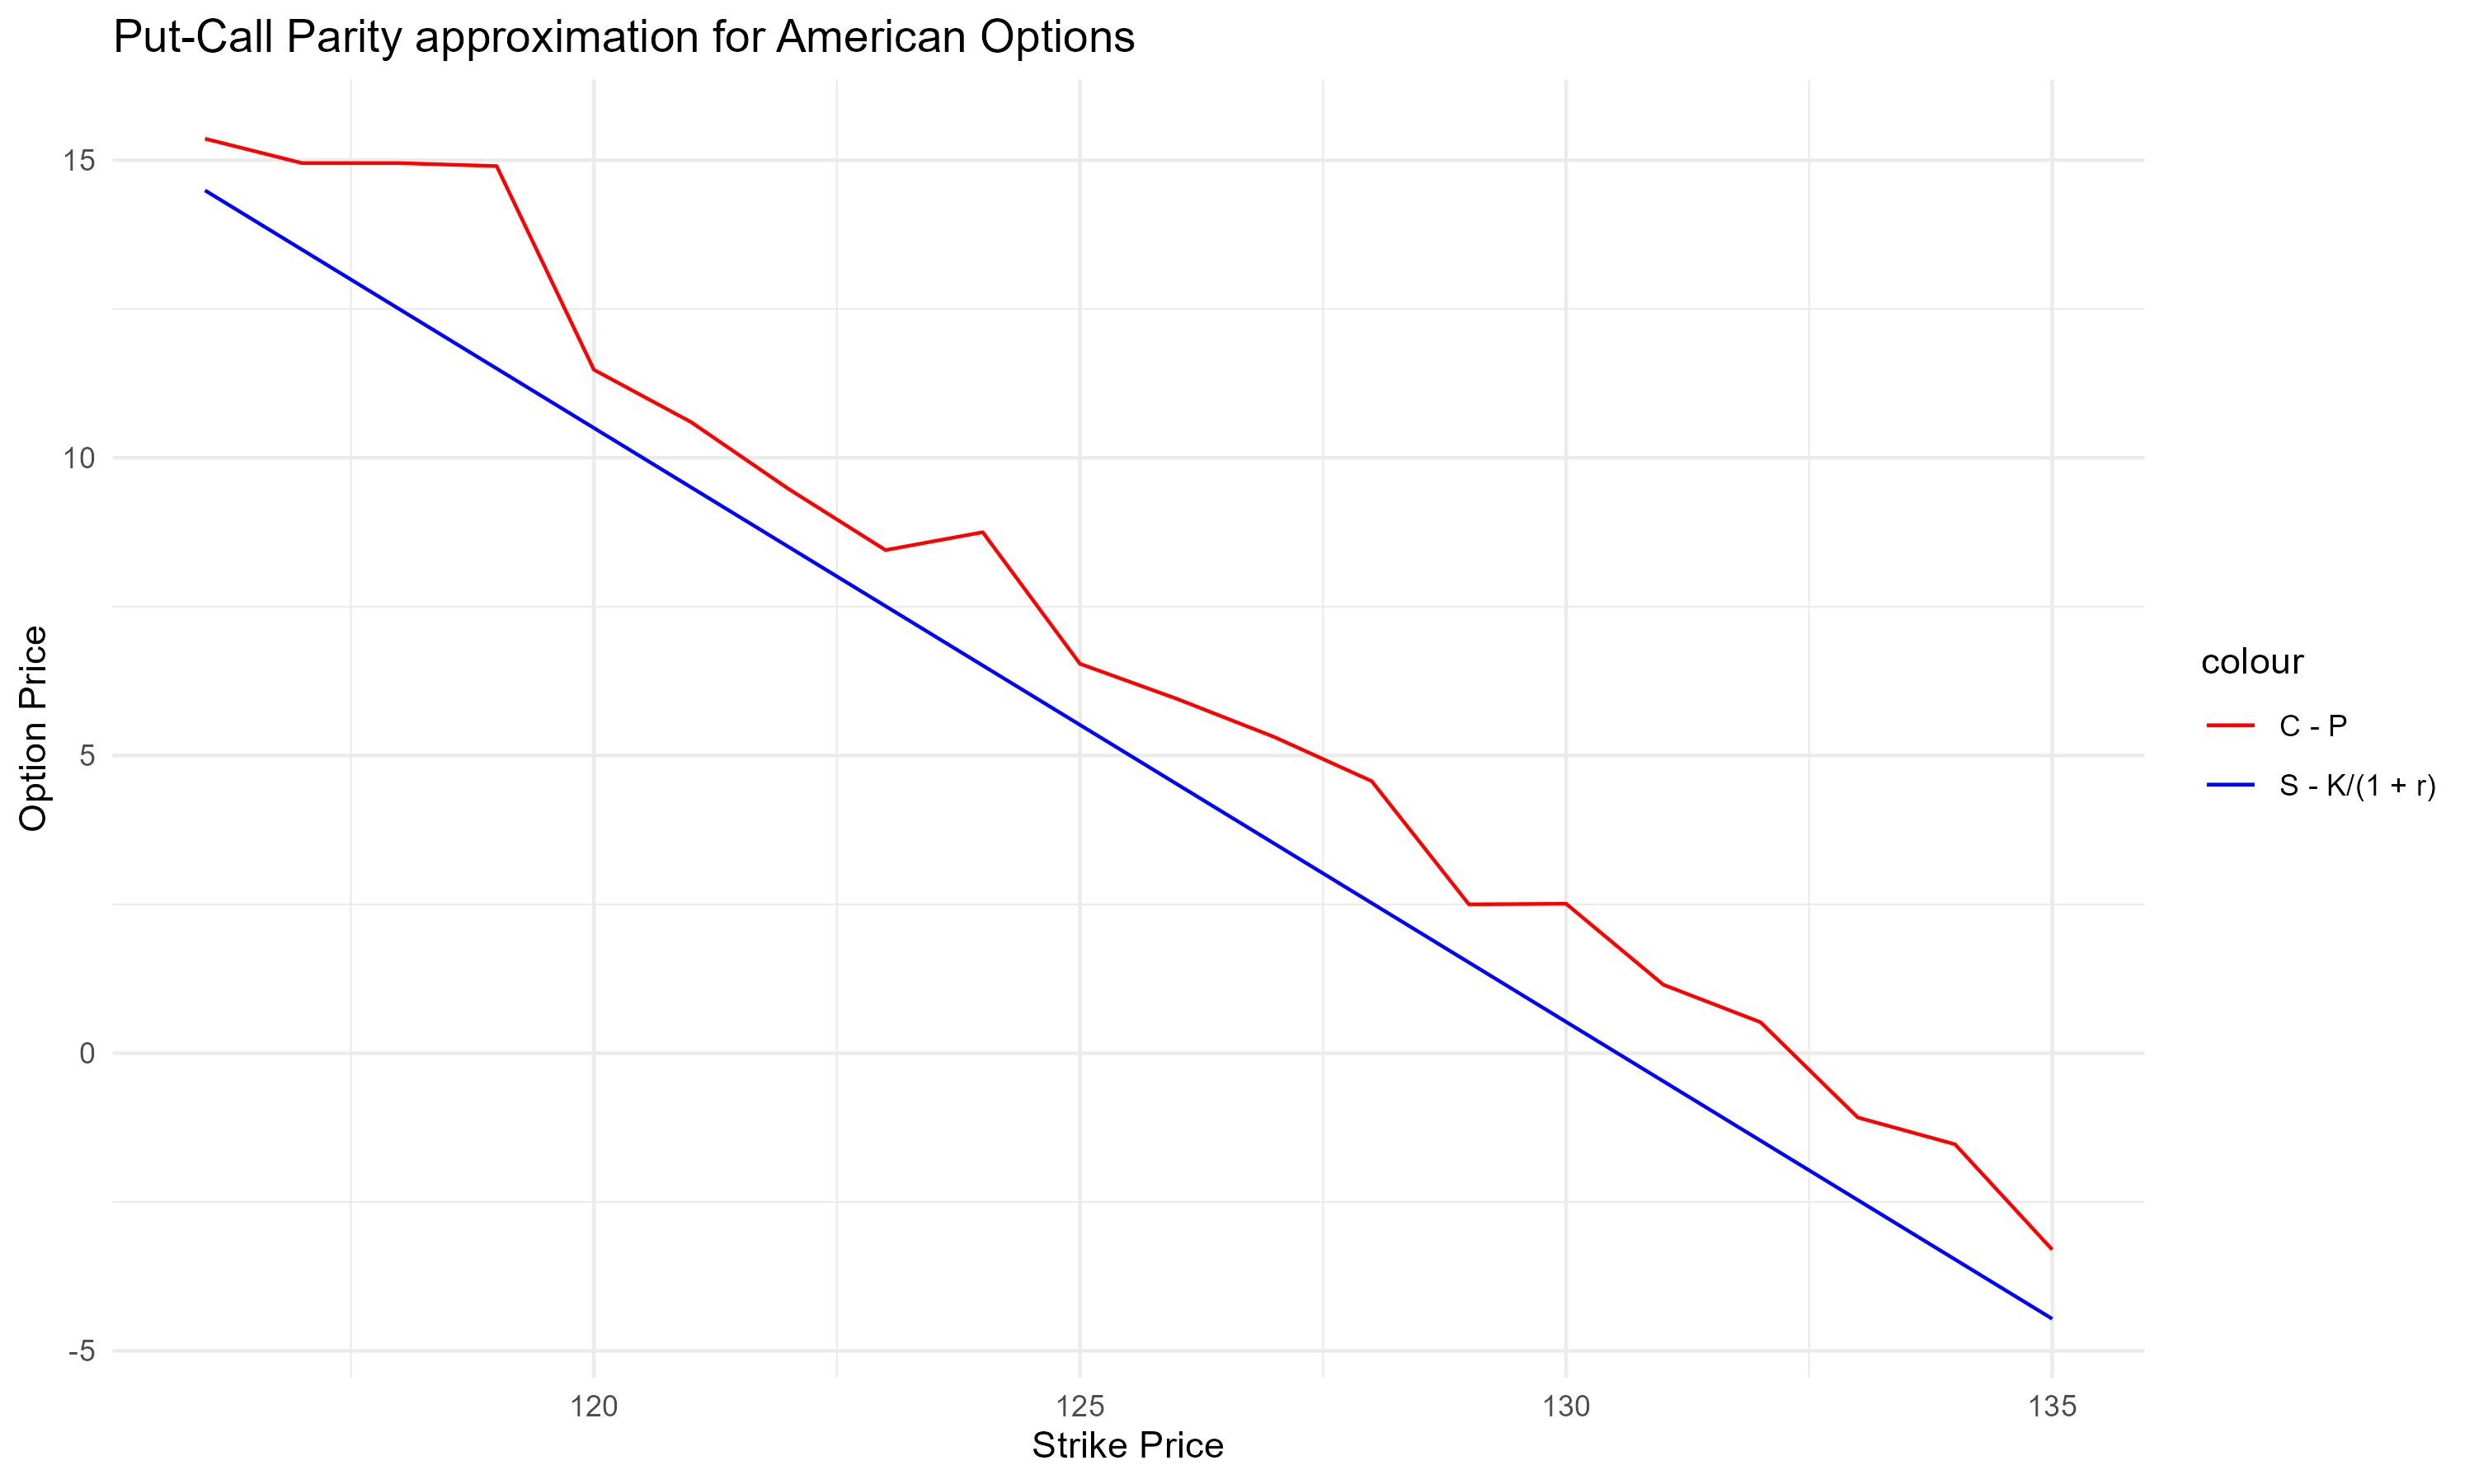 Put-Call Parity approximation for American Options
15
10
5
0
-5
Option Price
120
125
130
135
Strike Price
colour
C - P
S - K/(1 + r)